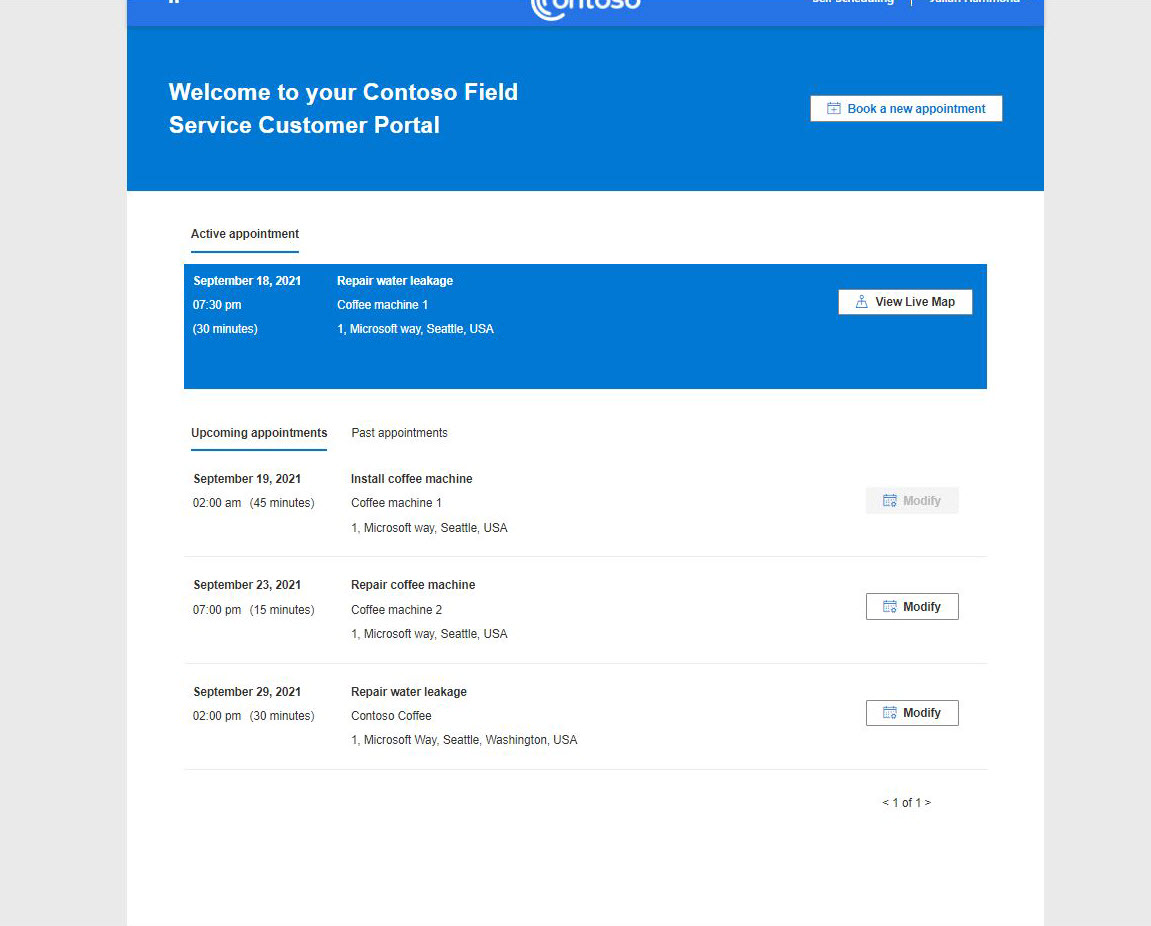 Contoso
Self Scheduling | Julian Hammond
Welcome to your Contoso Field
Service Customer Portal
Book a new appointment
Active appointment
September 18, 2021 Repair water leakage
07:30 pm Coffee machine 1
View Live Map
(30 minutes) 1, Microsoft way, Seattle, USA
Upcoming appointments Past appointments
September 19, 2021 Install coffee machine
02:00 am (45 minutes) Coffee machine 1
Modify
1, Microsoft way, Seattle, USA
September 23, 2021 Repair coffee machine
07:00 pm (15 minutes) Coffee machine 2
Modify
1, Microsoft way, Seattle, USA
September 29, 2021 Repair water leakage
02:00 pm (30 minutes) Contoso Coffee
Modify
1, Microsoft Way, Seattle, Washington, USA
< 1 of 1 >